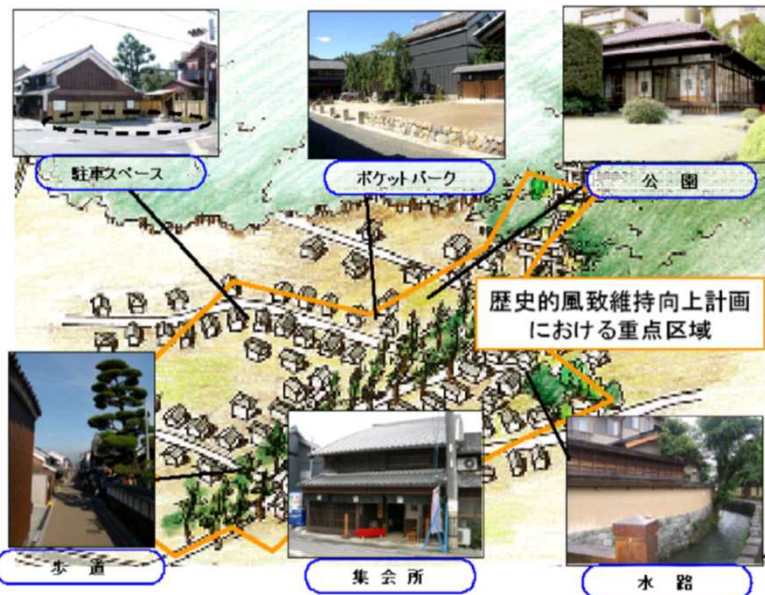 駐車スペース
ポケットパーク
公園
歴史的風致維持向上計画
における重点区域
歩道
集会所
水路